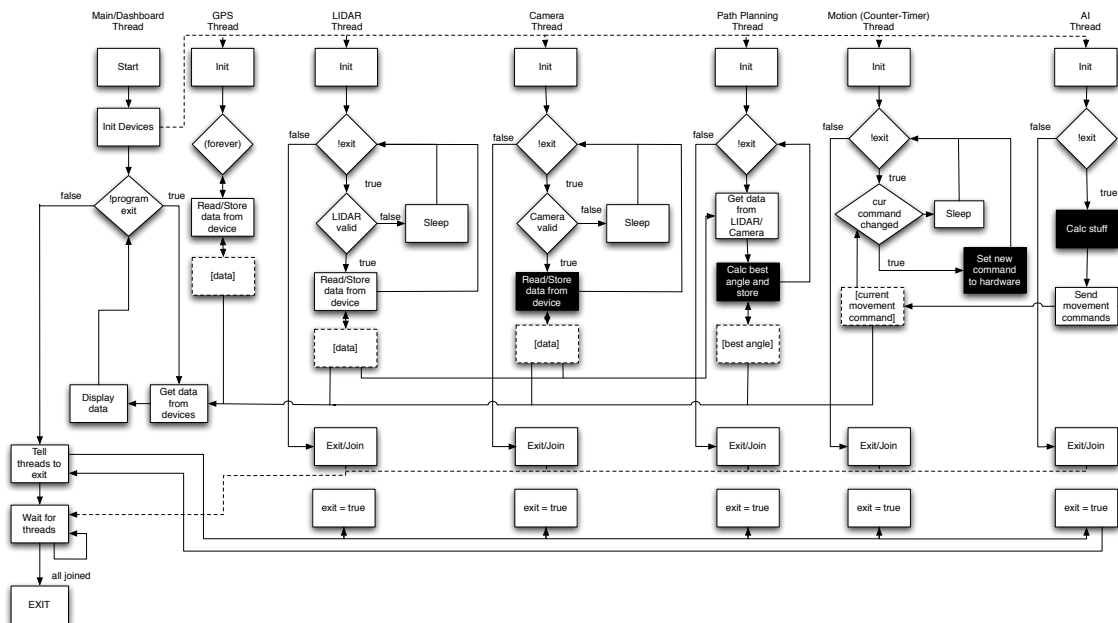 Main/Dashboard
Thread
GPS
Thread
LIDAR
Thread
Camera
Thread
Path Planning
Thread
Motion (Counter-Timer)
Thread
AI
Thread
Start
Init
Init
Init
Init
Init
Init
Init Devices
(forever)
false
!exit
false
!exit
false
!exit
false
!exit
false
!exit
true
true
true
true
true
false
!program
exit
true
Read/Store
data from
device
LIDAR
valid
false
Sleep
Camera
valid
false
Sleep
Get data
from
LIDAR/
Camera
cur
command
changed
Sleep
Calc stuff
true
true
true
[data]
Read/Store
data from
device
Read/Store
data from
device
Calc best
angle and
store
Set new
command
to hardware
[current
movement
command]
Send
movement
commands
[data]
[data]
[best angle]
Display
data
Get data
from
devices
Tell
threads to
exit
Exit/Join
Exit/Join
Exit/Join
Exit/Join
Exit/Join
Wait for
threads
exit = true
exit = true
exit = true
exit = true
exit = true
all joined
EXIT